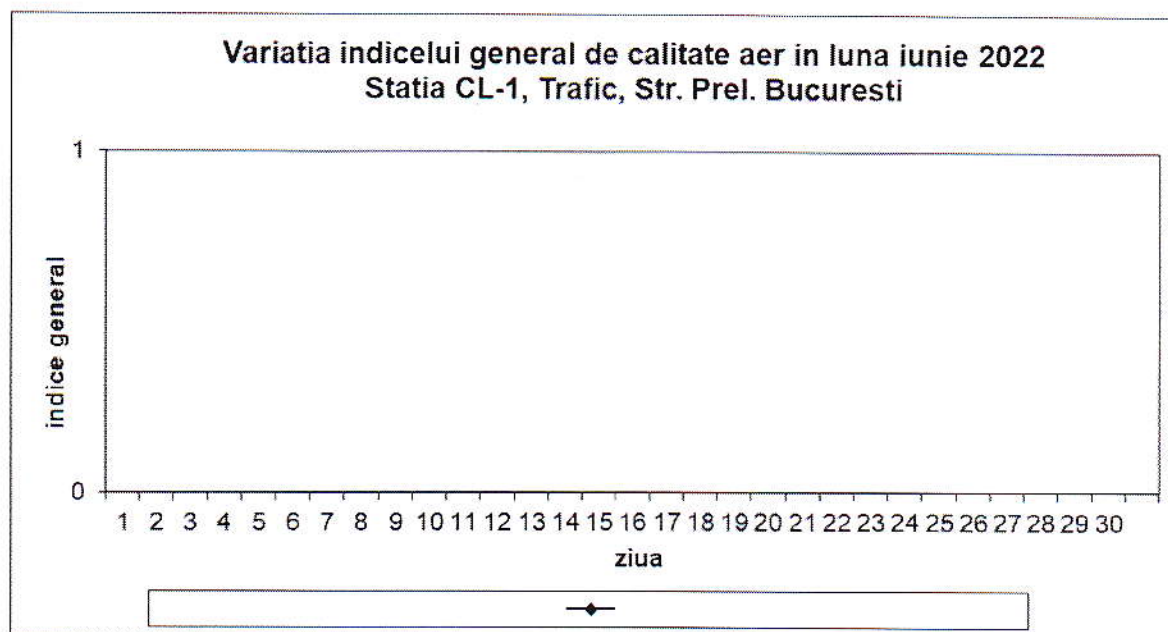 Variatia indicelui general de calitate aer in luna iunie 2022
Statia CL-1, Trafic, Str. Prel. Bucuresti
1
indice general
0
1 2 3 4 5 6 7 8 9 10 11 12 13 14 15 16 17 18 19 20 21 22 23 24 25 26 27 28 29 30
ziua